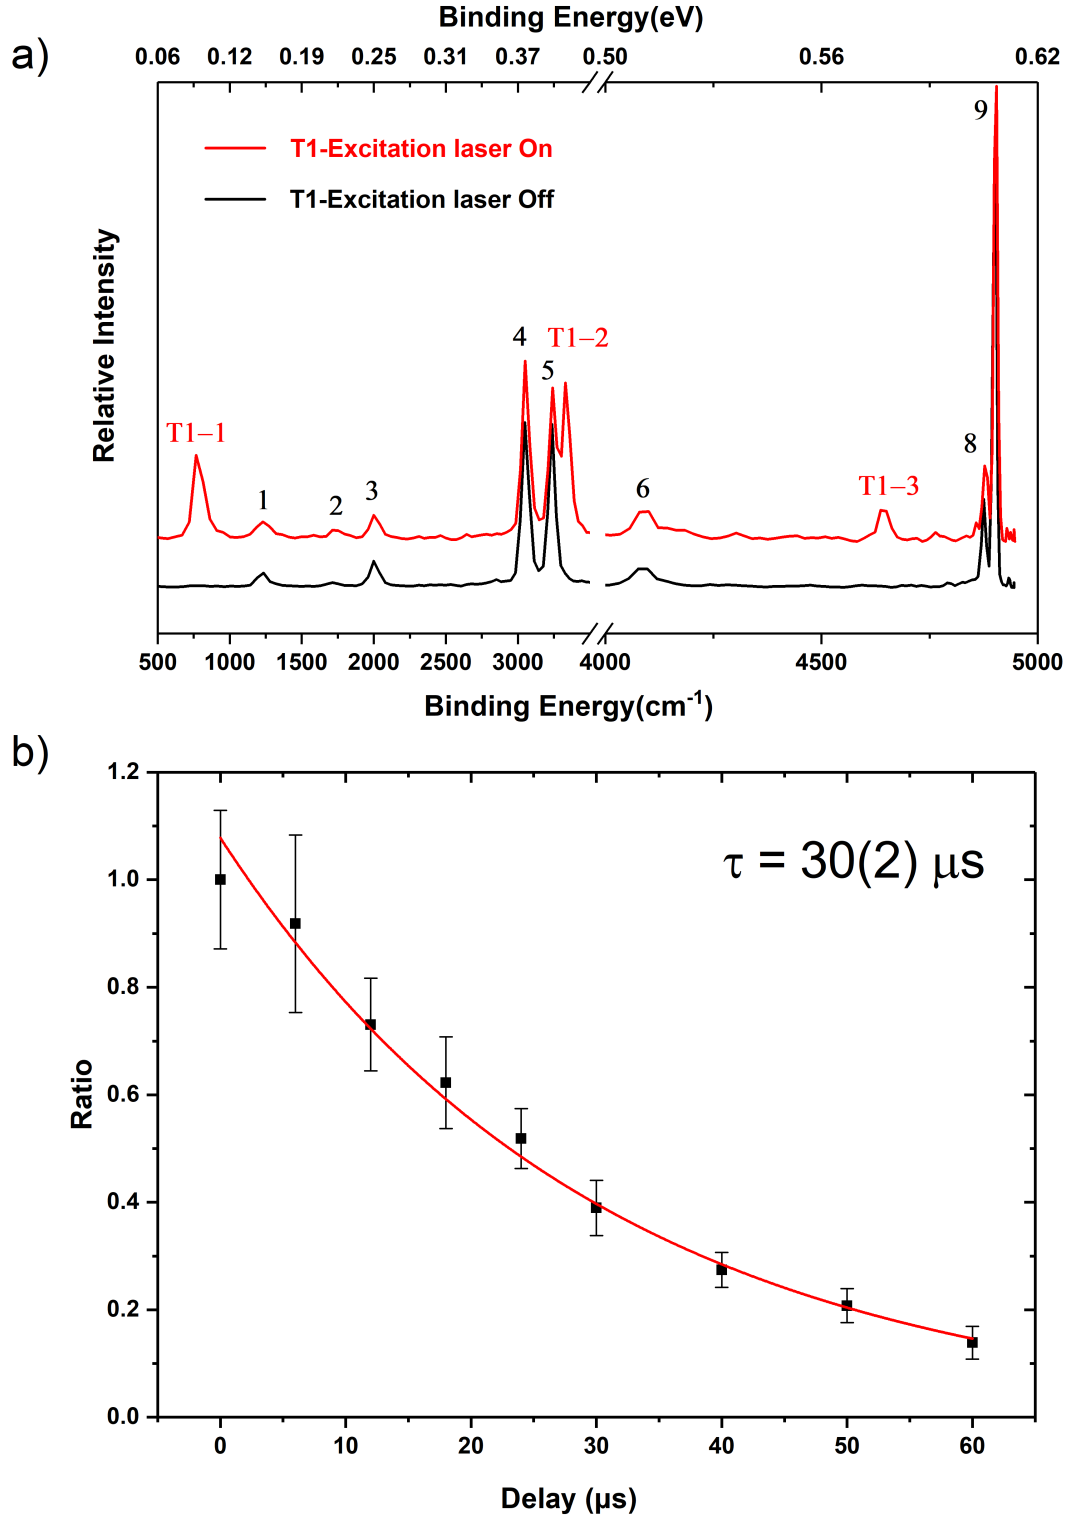 Binding Energy(eV)
a)
0.06 0.12 0.19 0.25 0.31 0.37 0.50 0.56 0.62
9
T1-Excitation laser On
T1-Excitation laser Off
Relative Intensity
4 T1–2
5
T1–1
8
T1–3
1 2 3 6
500 1000 1500 2000 2500 3000 4000 4500 5000
Binding Energy(cm⁻¹)
b)
1.2
τ = 30(2) μs
1.0
0.8
Ratio
0.6
0.4
0.2
0.0
0 10 20 30 40 50 60
Delay (μs)